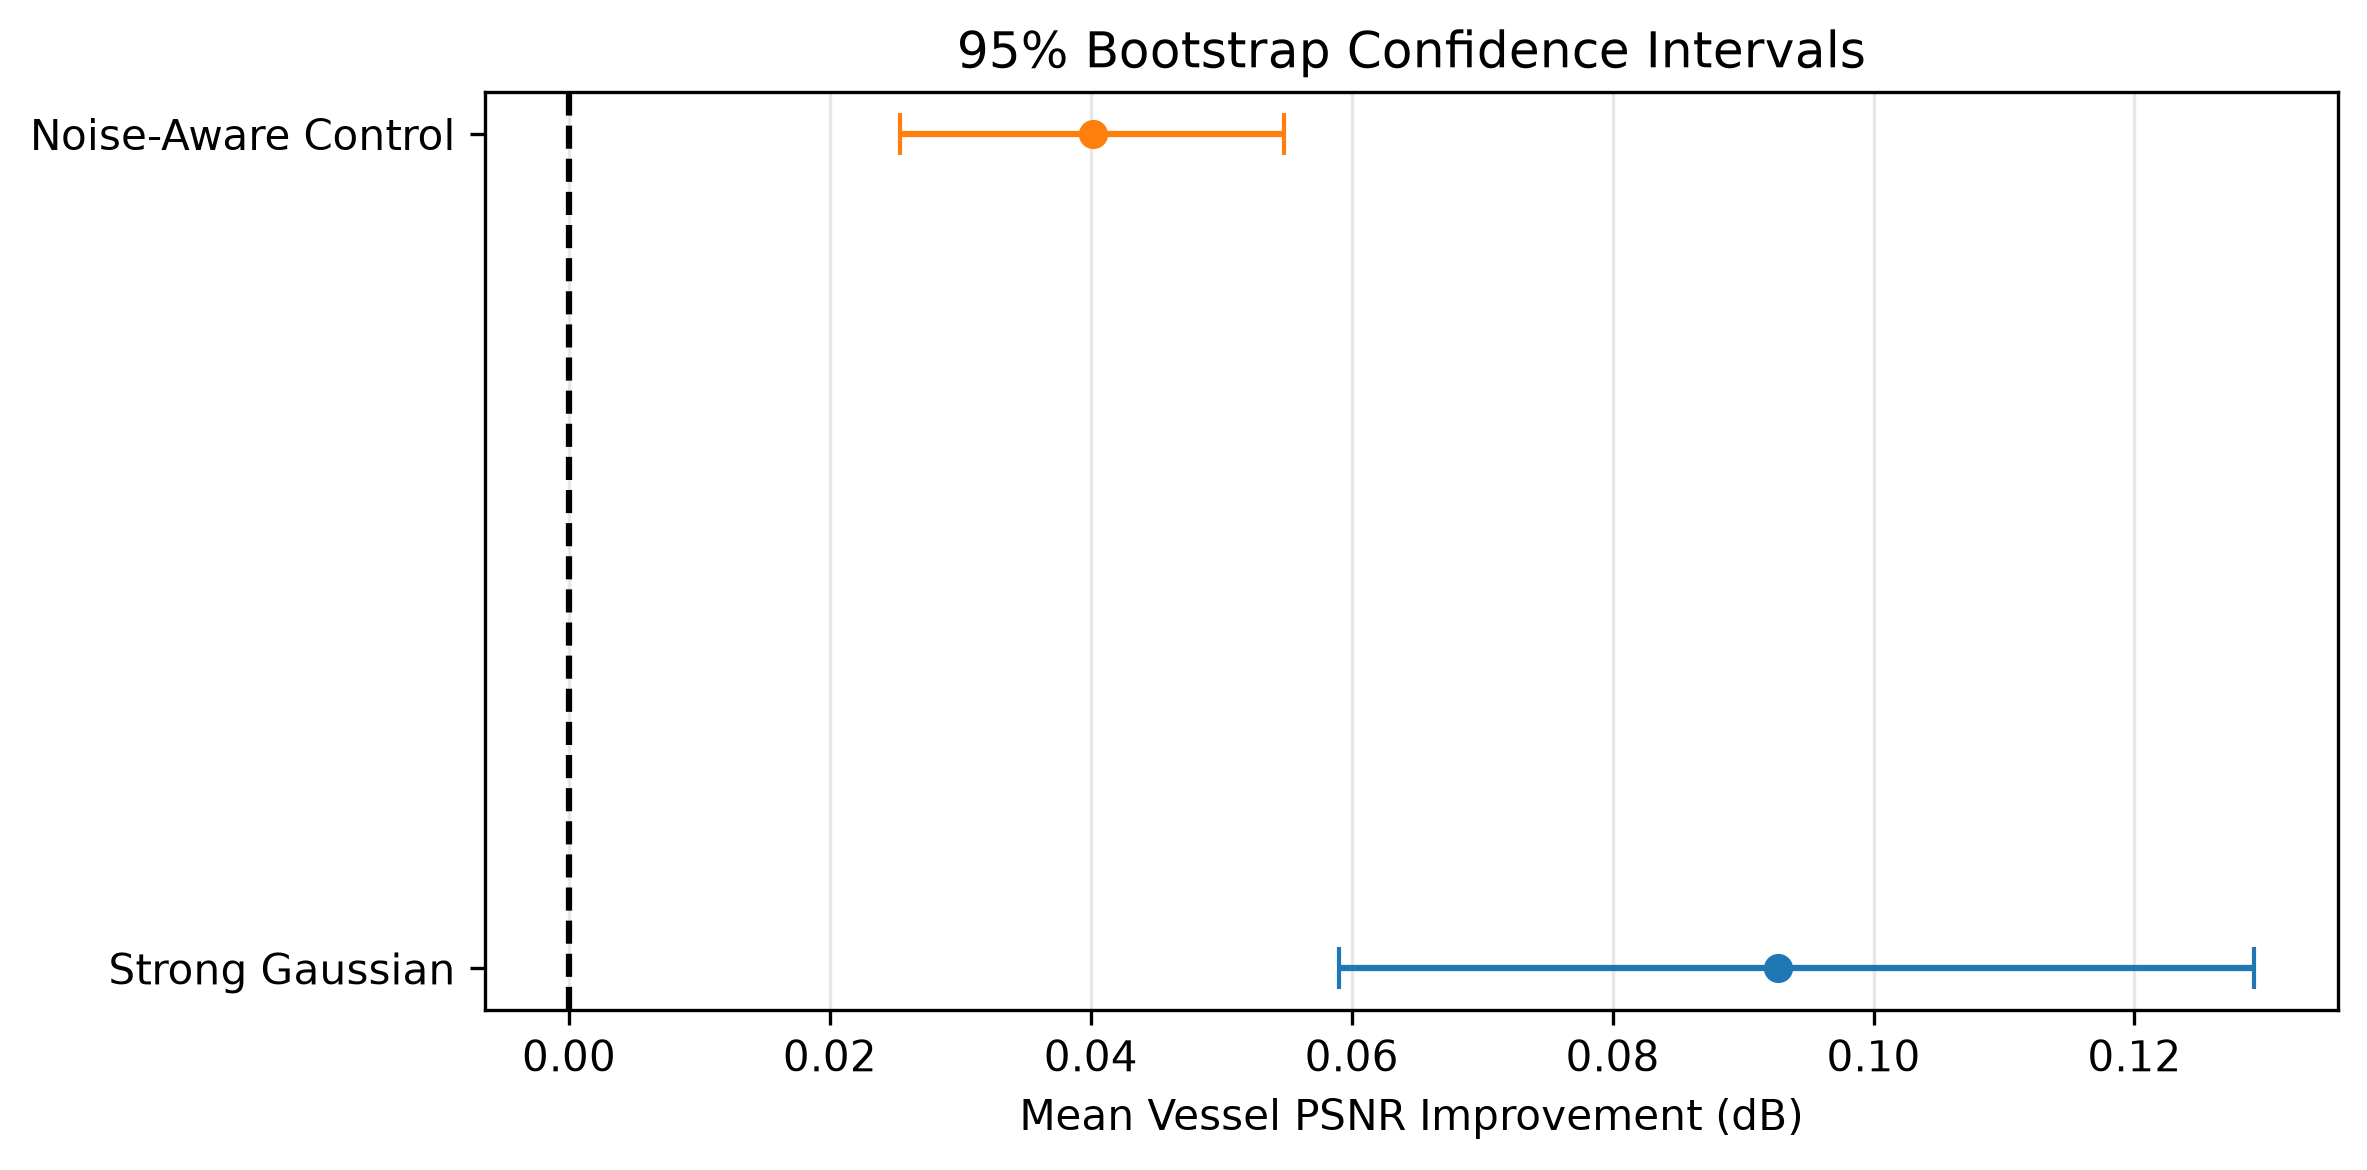 95% Bootstrap Confidence Intervals
Noise-Aware Control
Strong Gaussian
0.00 0.02 0.04 0.06 0.08 0.10 0.12
Mean Vessel PSNR Improvement (dB)